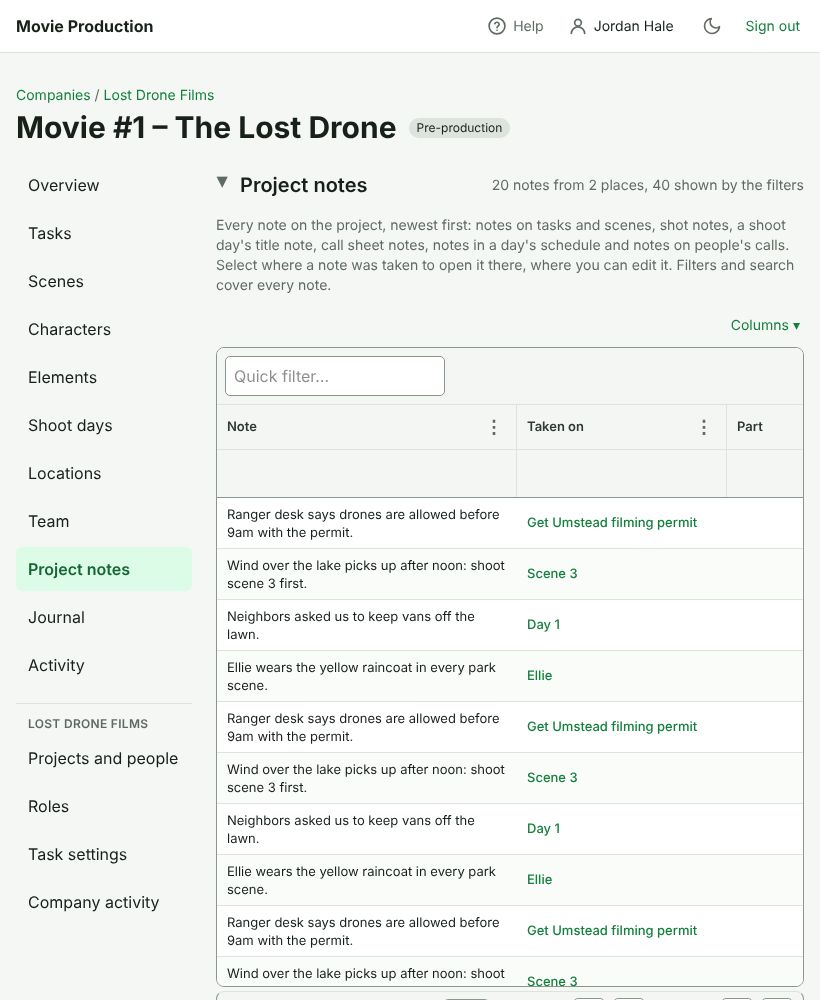 Movie Production
Help
Jordan Hale
Sign out
Companies / Lost Drone Films
Movie #1 – The Lost Drone
Pre-production
Overview
Tasks
Scenes
Characters
Elements
Shoot days
Locations
Team
Project notes
Journal
Activity
LOST DRONE FILMS
Projects and people
Roles
Task settings
Company activity
▼ Project notes
20 notes from 2 places, 40 shown by the filters
Every note on the project, newest first: notes on tasks and scenes, shot notes, a shoot
day's title note, call sheet notes, notes in a day's schedule and notes on people's calls.
Select where a note was taken to open it there, where you can edit it. Filters and search
cover every note.
Columns ▾
Quick filter...
Note
Taken on
Part
Ranger desk says drones are allowed before
9am with the permit.
Get Umstead filming permit
Wind over the lake picks up after noon: shoot
scene 3 first.
Scene 3
Neighbors asked us to keep vans off the
lawn.
Day 1
Ellie wears the yellow raincoat in every park
scene.
Ellie
Ranger desk says drones are allowed before
9am with the permit.
Get Umstead filming permit
Wind over the lake picks up after noon: shoot
scene 3 first.
Scene 3
Neighbors asked us to keep vans off the
lawn.
Day 1
Ellie wears the yellow raincoat in every park
scene.
Ellie
Ranger desk says drones are allowed before
9am with the permit.
Get Umstead filming permit
Wind over the lake picks up after noon: shoot
Scene 3